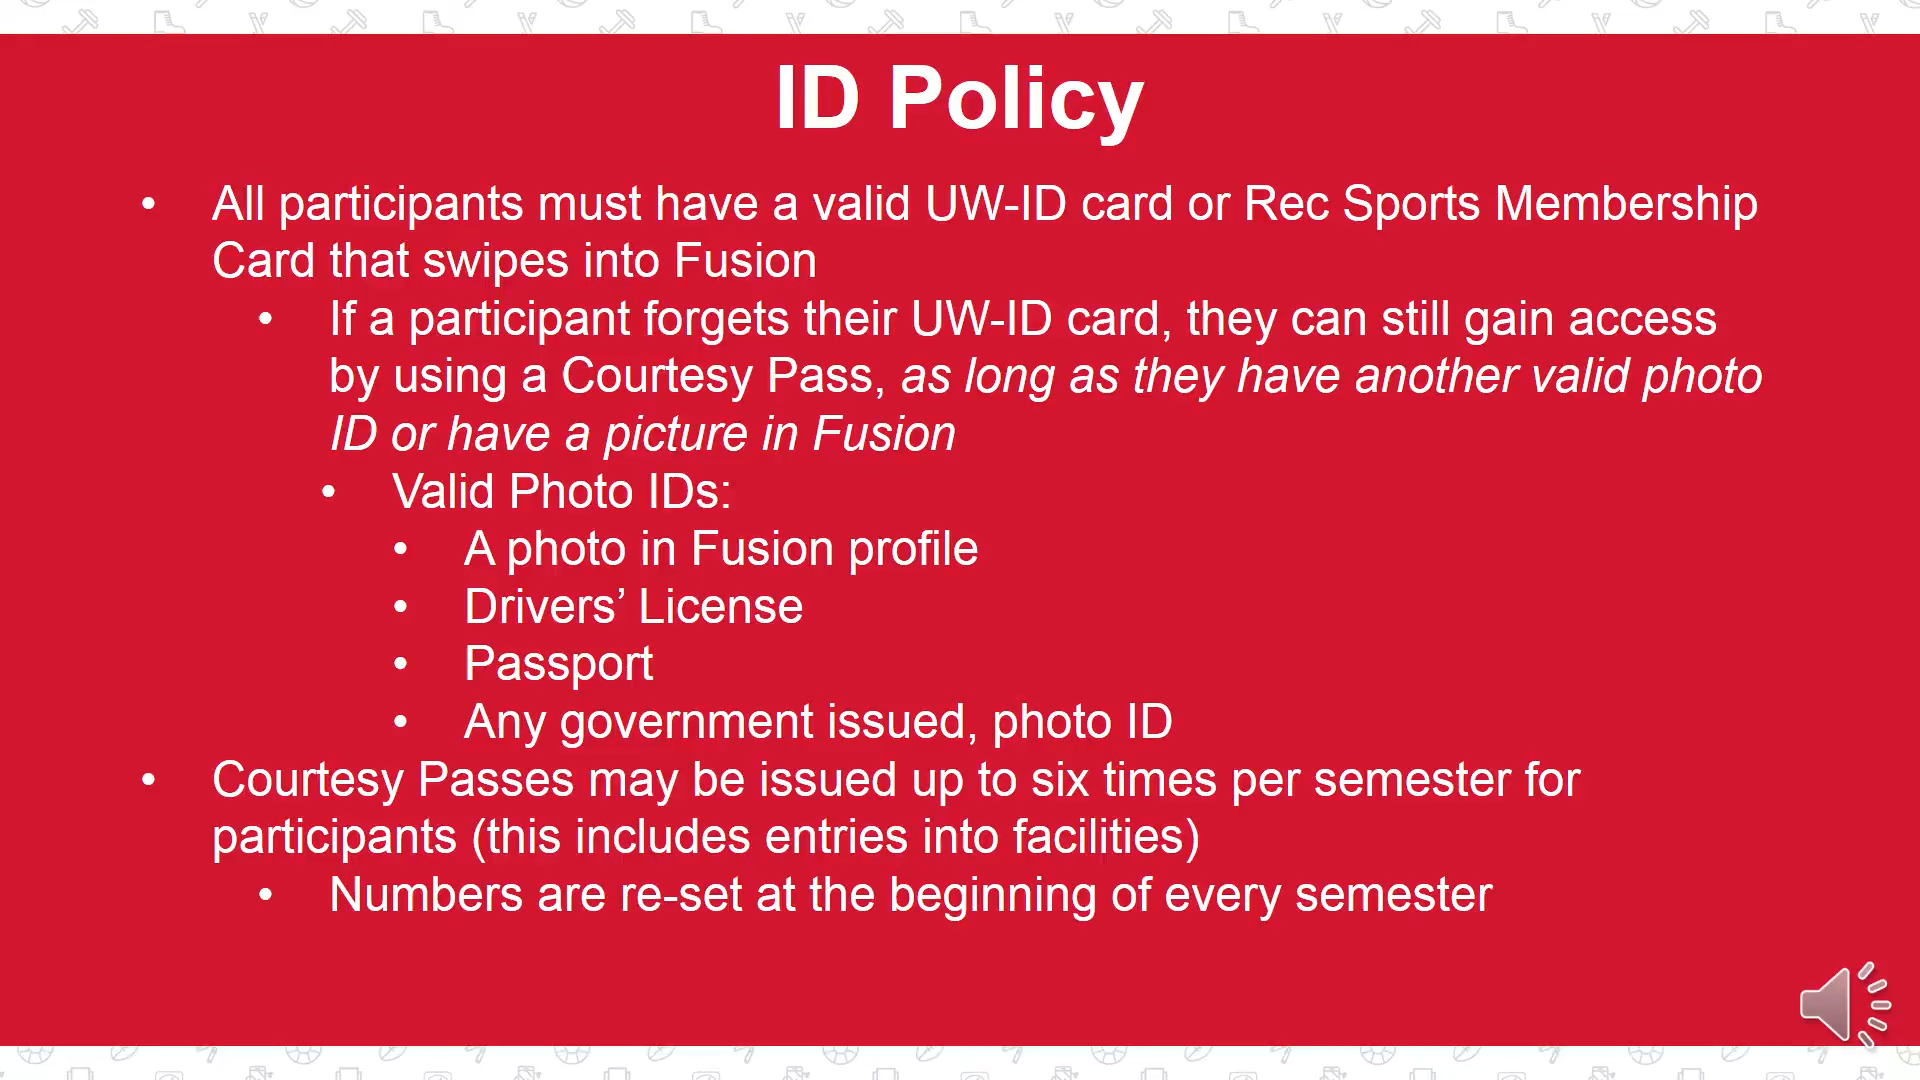 ID Policy
• All participants must have a valid UW-ID card or Rec Sports Membership
Card that swipes into Fusion
• If a participant forgets their UW-ID card, they can still gain access
by using a Courtesy Pass, as long as they have another valid photo
ID or have a picture in Fusion
• Valid Photo IDs:
• A photo in Fusion profile
• Drivers’ License
• Passport
• Any government issued, photo ID
• Courtesy Passes may be issued up to six times per semester for
participants (this includes entries into facilities)
• Numbers are re-set at the beginning of every semester